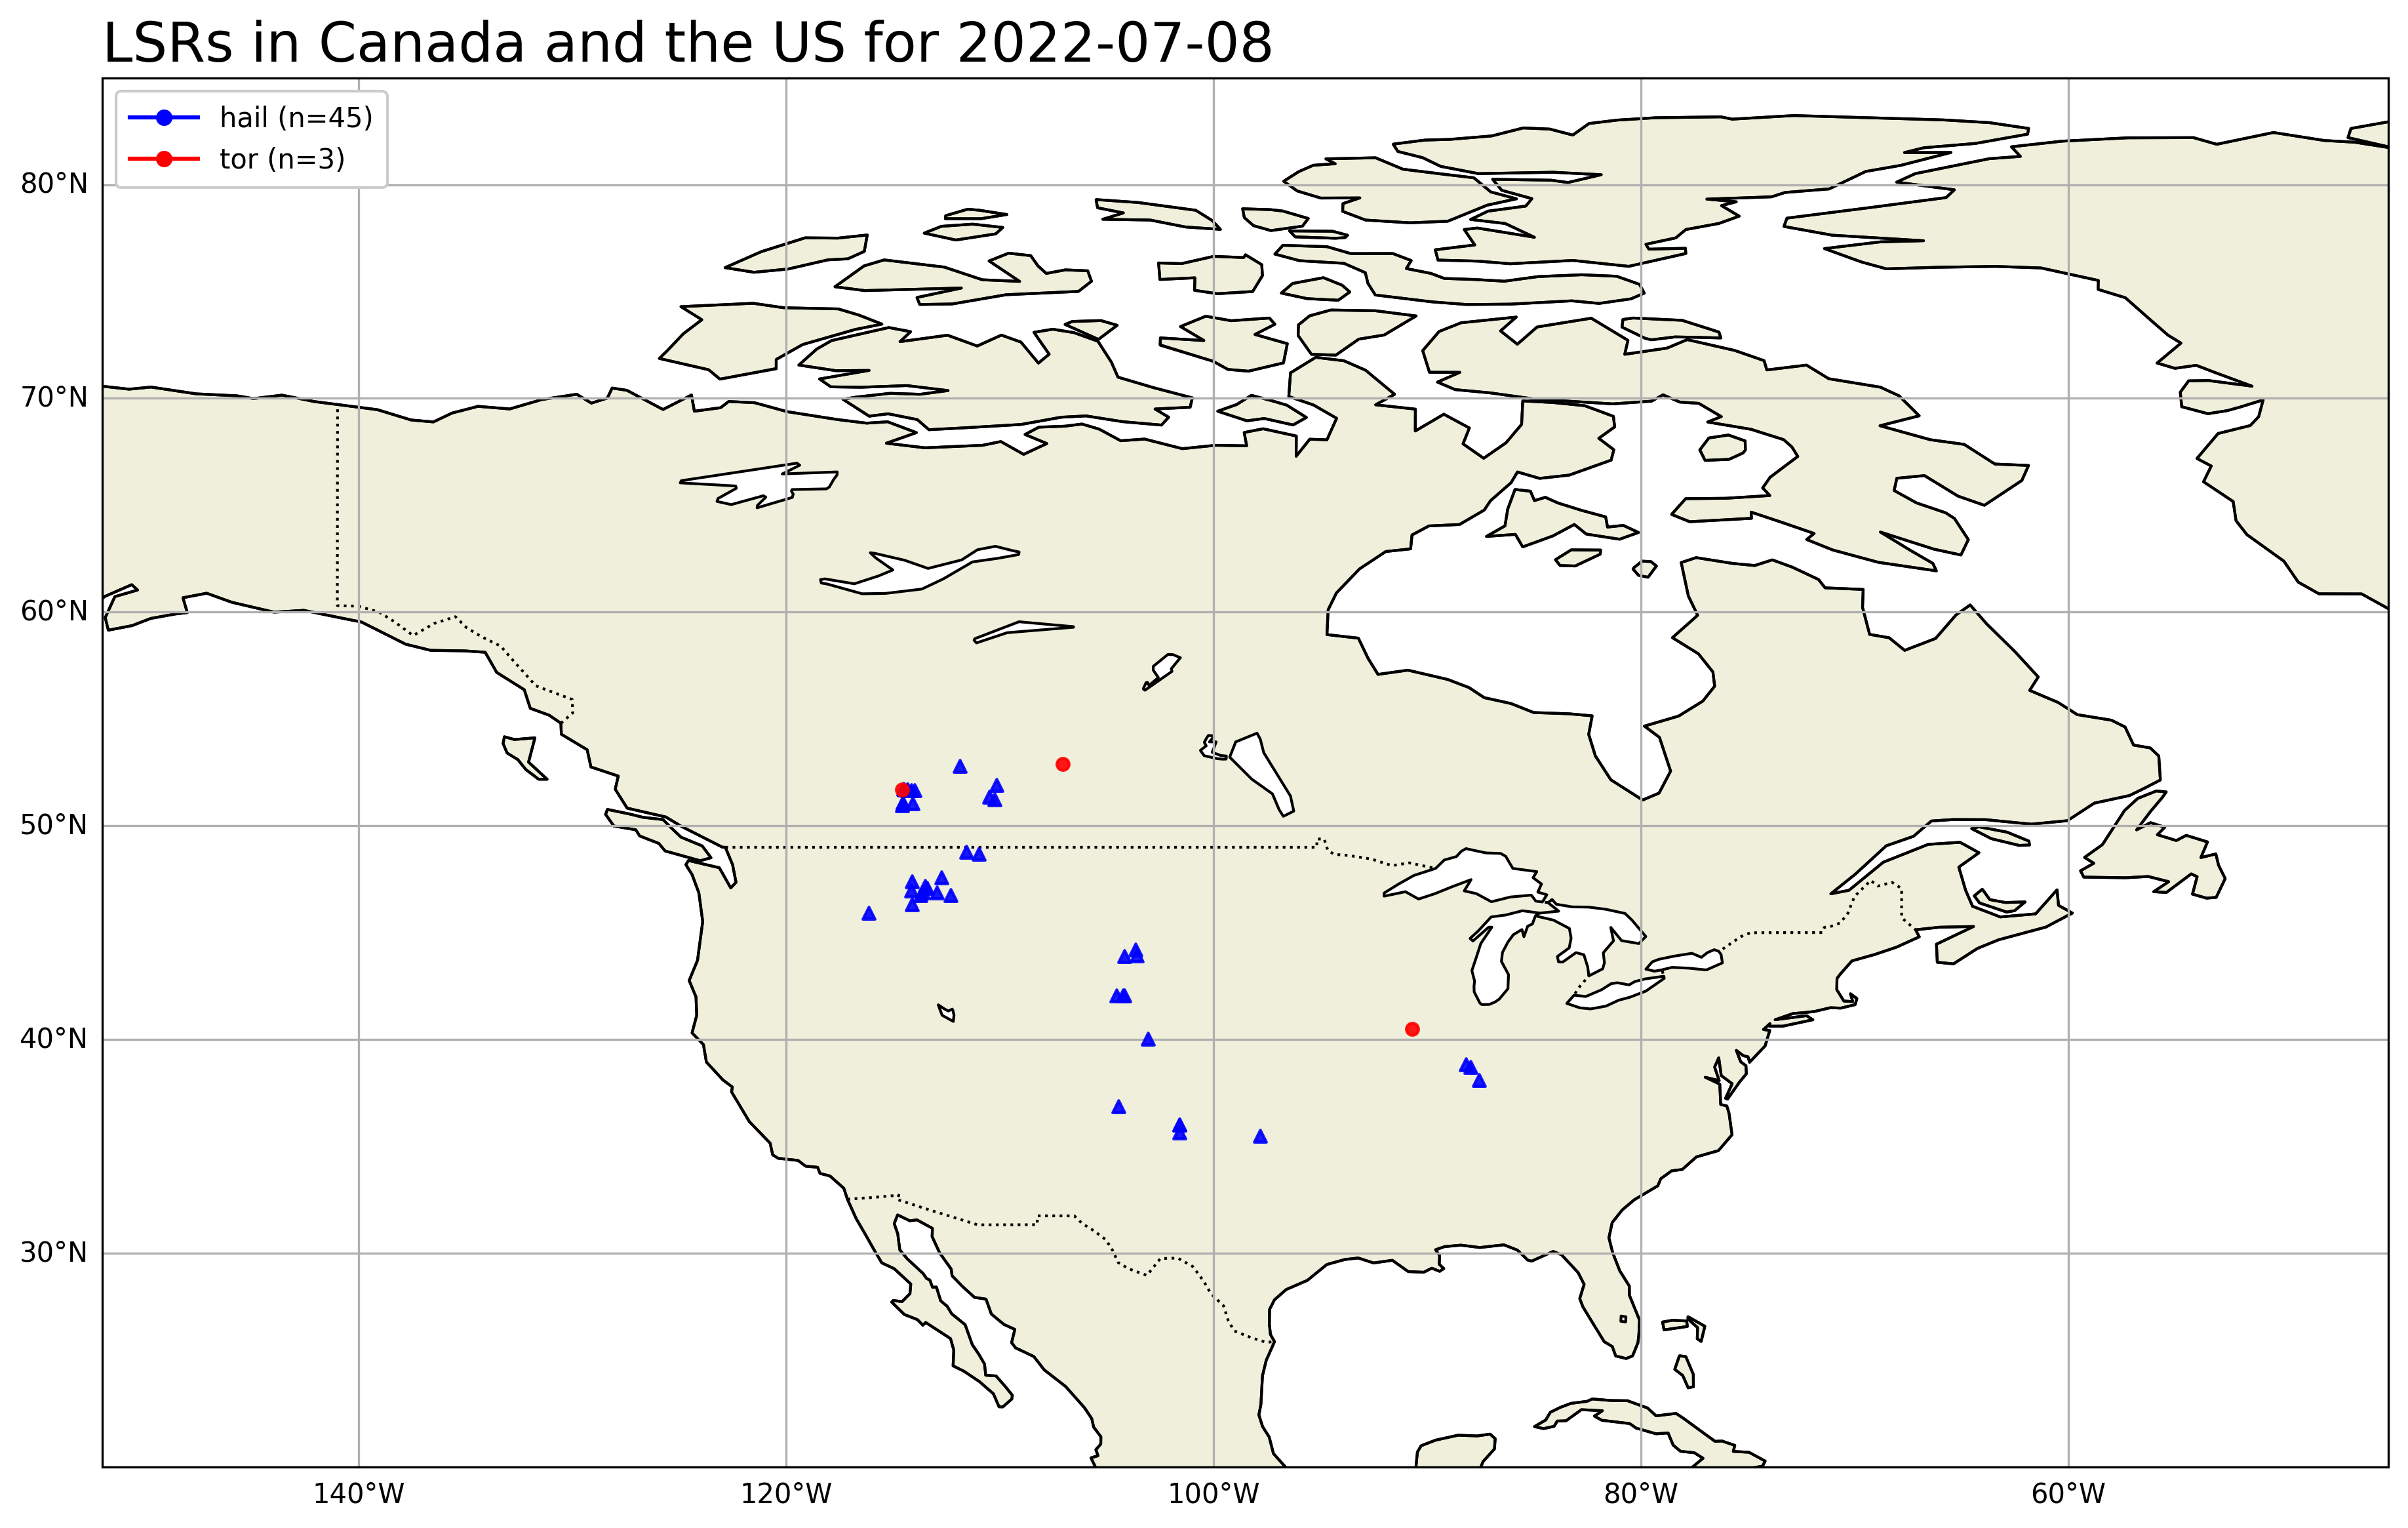 LSRs in Canada and the US for 2022-07-08
hail (n=45)
tor (n=3)
80°N
70°N
60°N
50°N
40°N
30°N
140°W
120°W
100°W
80°W
60°W